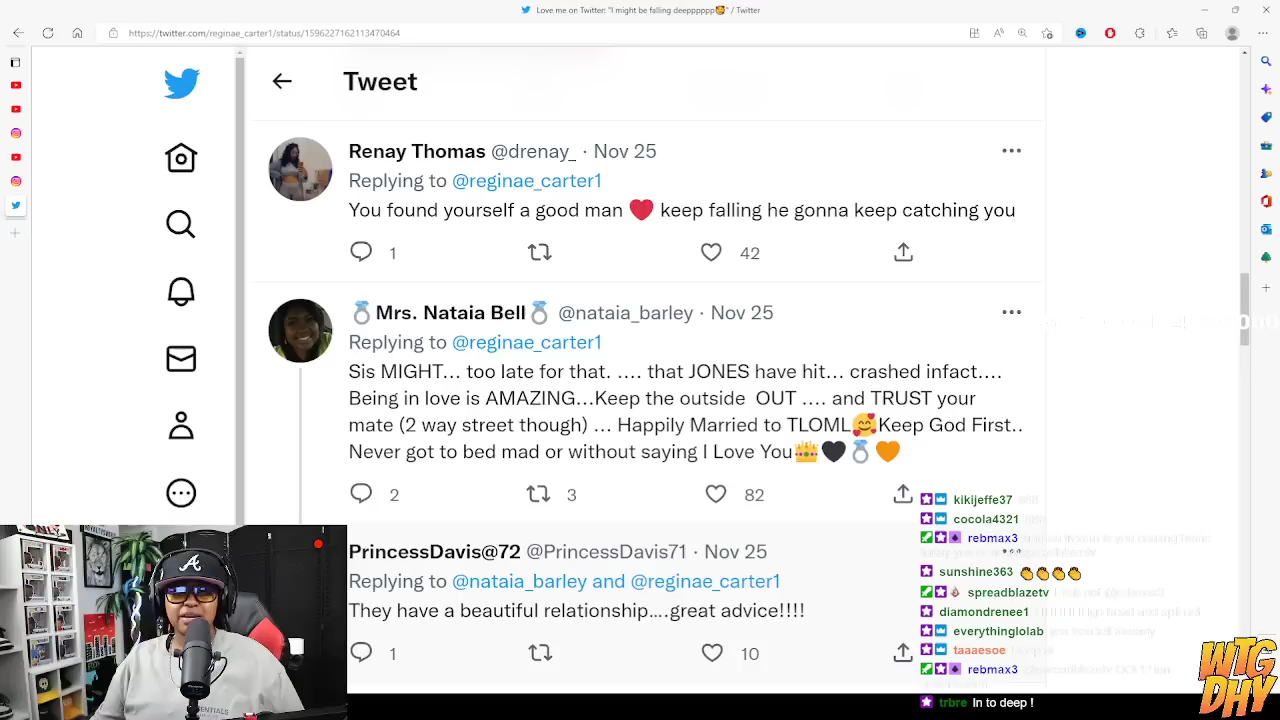 Love me on Twitter: "I might be falling deepppppp🥰" / Twitter
https://twitter.com/reginae_carter1/status/1596227162113470464
Tweet
Renay Thomas @drenay_ · Nov 25
Replying to @reginae_carter1
You found yourself a good man ❤️ keep falling he gonna keep catching you
1 42
💍Mrs. Nataia Bell💍 @nataia_barley · Nov 25
Replying to @reginae_carter1
Sis MIGHT... too late for that. .... that JONES have hit... crashed infact....
Being in love is AMAZING...Keep the outside OUT .... and TRUST your
mate (2 way street though) ... Happily Married to TLOML🥰Keep God First..
Never got to bed mad or without saying I Love You👑🖤💍🧡
2 3 82
PrincessDavis@72 @PrincessDavis71 · Nov 25
Replying to @nataia_barley and @reginae_carter1
They have a beautiful relationship....great advice!!!!
1 10
kikijeffe37
cocola4321
rebmax3
sunshine363 👏👏👏👏
spreadblazetv
diamondrenee1
everythinglolab
taaaesoe
rebmax3
trbre In to deep !
A
ESSENTIALS
WTG
DHY